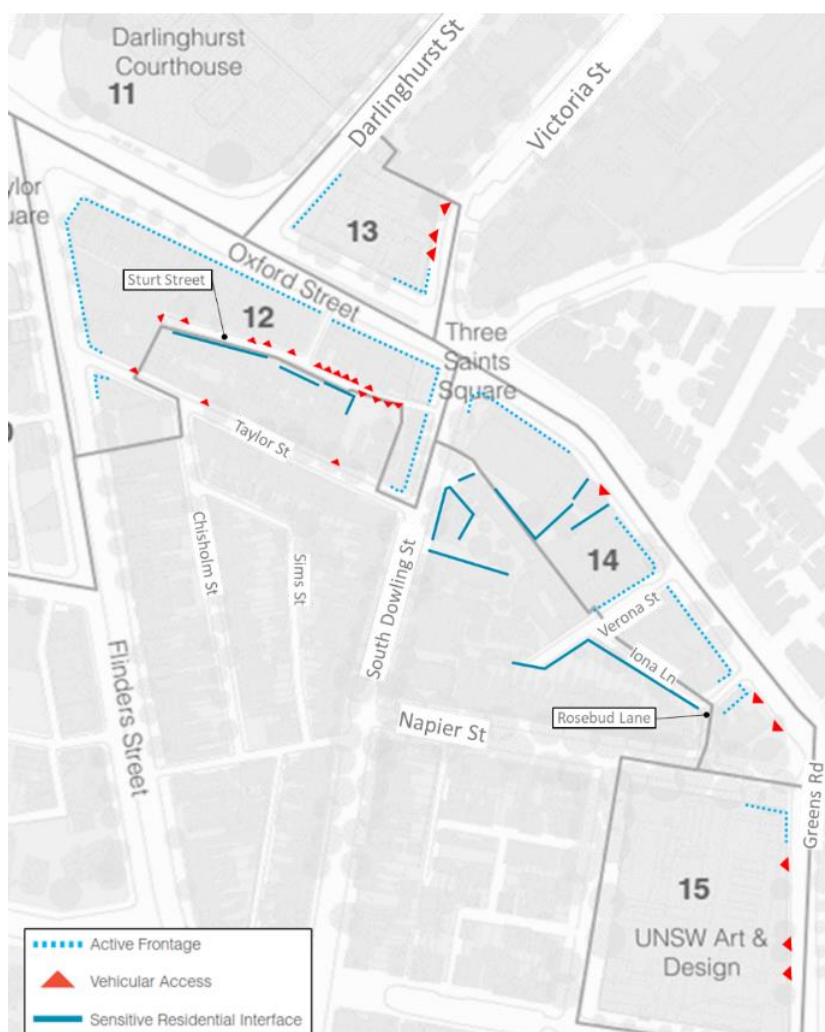 Darlinghurst
Courthouse
11
Darlinghurst St
Victoria St
ylor
uare
13
Oxford Street
Sturt Street
12
Three
Saints
Square
Taylor St
Chisholm St
Sims St
South Dowling St
14
Verona St
Iona Ln
Flinders Street
Napier St
Rosebud Lane
Greens Rd
15
UNSW Art &
Design
Active Frontage
Vehicular Access
Sensitive Residential Interface